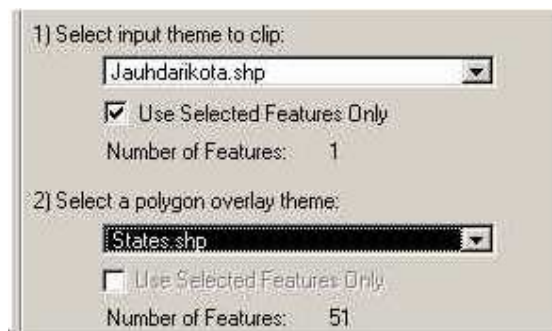 1) Select input theme to clip:
Jauhdarikota.shp
Use Selected Features Only
Number of Features: 1
2) Select a polygon overlay theme:
States.shp
Use Selected Features Only
Number of Features: 51